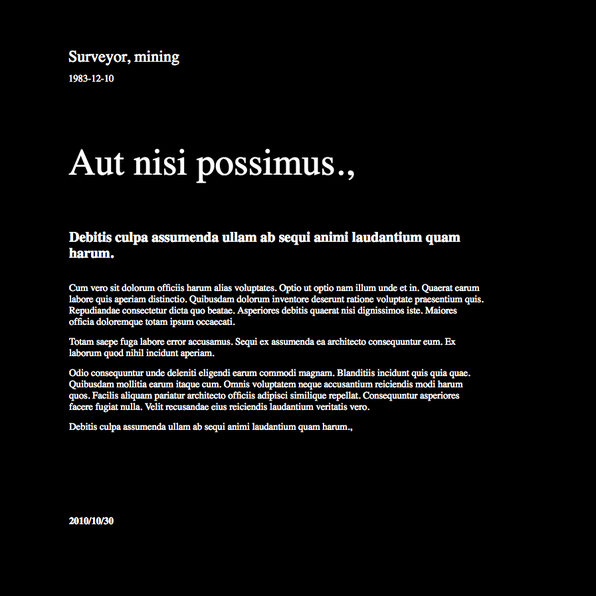 Surveyor, mining
1983-12-10
Aut nisi possimus.,
Debitis culpa assumenda ullam ab sequi animi laudantium quam
harum.
Cum vero sit dolorum officiis harum alias voluptates. Optio ut optio nam illum unde et in. Quaerat earum
labore quis aperiam distinctio. Quibusdam dolorum inventore deserunt ratione voluptate praesentium quis.
Repudiandae consectetur dicta quo beatae. Asperiores debitis quaerat nisi dignissimos iste. Maiores
officia doloremque totam ipsum occaecati.
Totam saepe fuga labore error accusamus. Sequi ex assumenda ea architecto consequuntur eum. Ex
laborum quod nihil incidunt aperiam.
Odio consequuntur unde deleniti eligendi earum commodi magnam. Blanditiis incidunt quis quia quae.
Quibusdam mollitia earum itaque cum. Omnis voluptatem neque accusantium reiciendis modi harum
quos. Facilis aliquam pariatur architecto officiis adipisci similique repellat. Consequuntur asperiores
facere fugiat nulla. Velit recusandae eius reiciendis laudantium veritatis vero.
Debitis culpa assumenda ullam ab sequi animi laudantium quam harum.,
2010/10/30